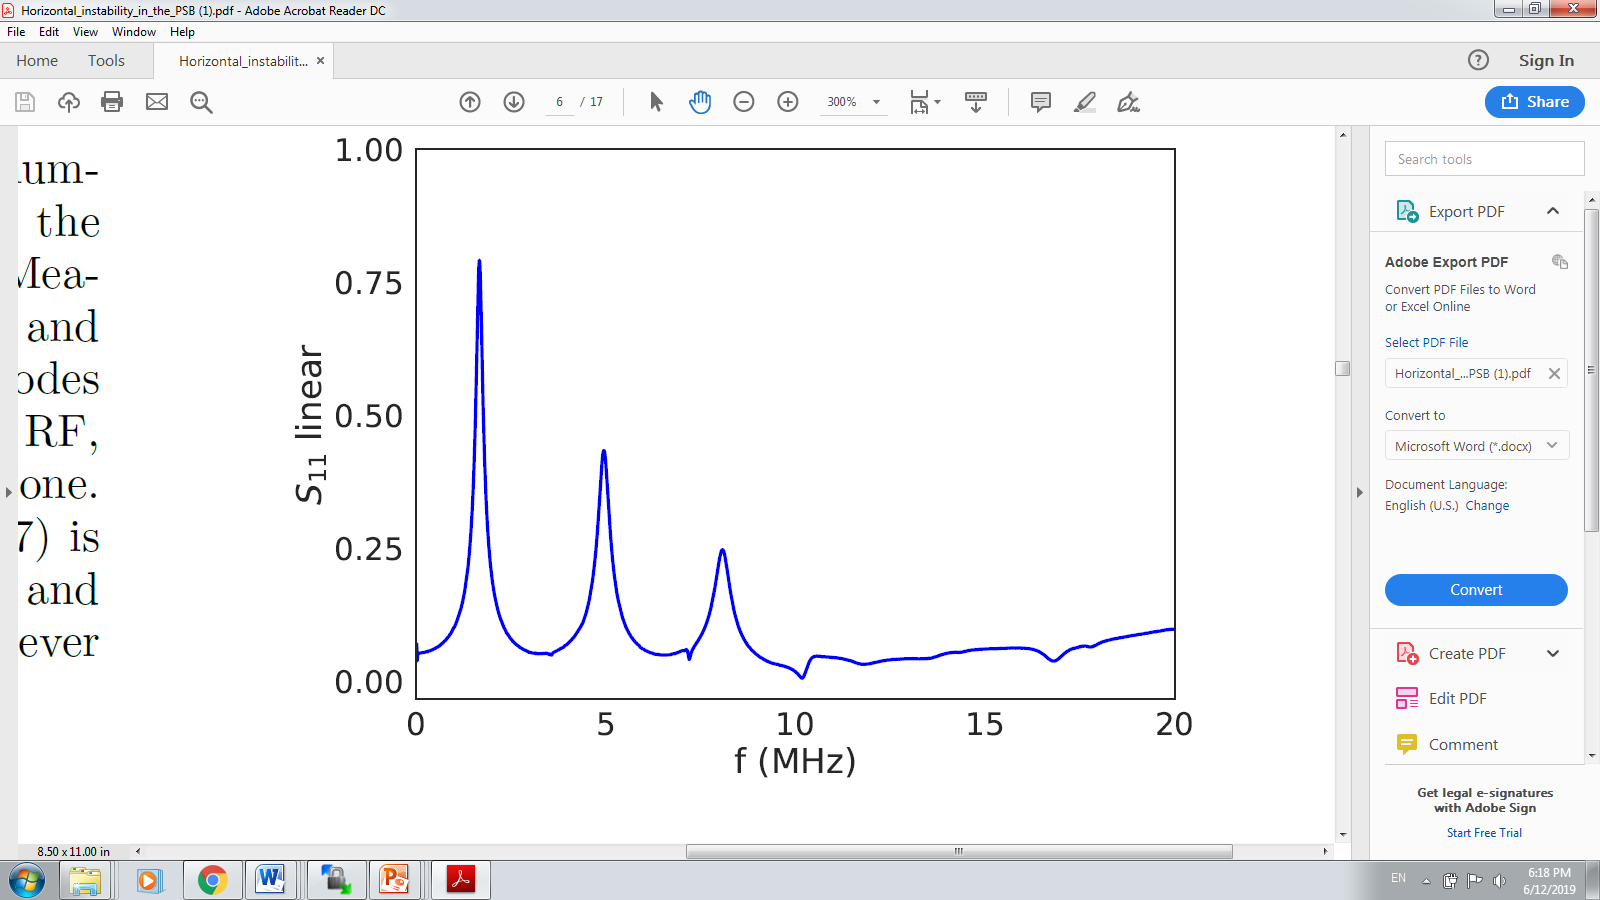 Horizontal_instability_in_the_PSB (1).pdf - Adobe Acrobat Reader DC
File Edit View Window Help
Home Tools Horizontal_instabilit... × Sign In
6 / 17 300% Share
um-
the
Mea-
and
odes
RF,
one.
7) is
and
ever
1.00
0.75
0.50
0.25
0.00
S11 linear
0 5 10 15 20
f (MHz)
Search tools
Export PDF
Adobe Export PDF
Convert PDF Files to Word
or Excel Online
Select PDF File
Horizontal_...PSB (1).pdf
Convert to
Microsoft Word (*.docx)
Document Language:
English (U.S.) Change
Convert
Create PDF
Edit PDF
Comment
Get legal e-signatures
with Adobe Sign
Start Free Trial
8.50 x 11.00 in
EN
6:18 PM
6/12/2019